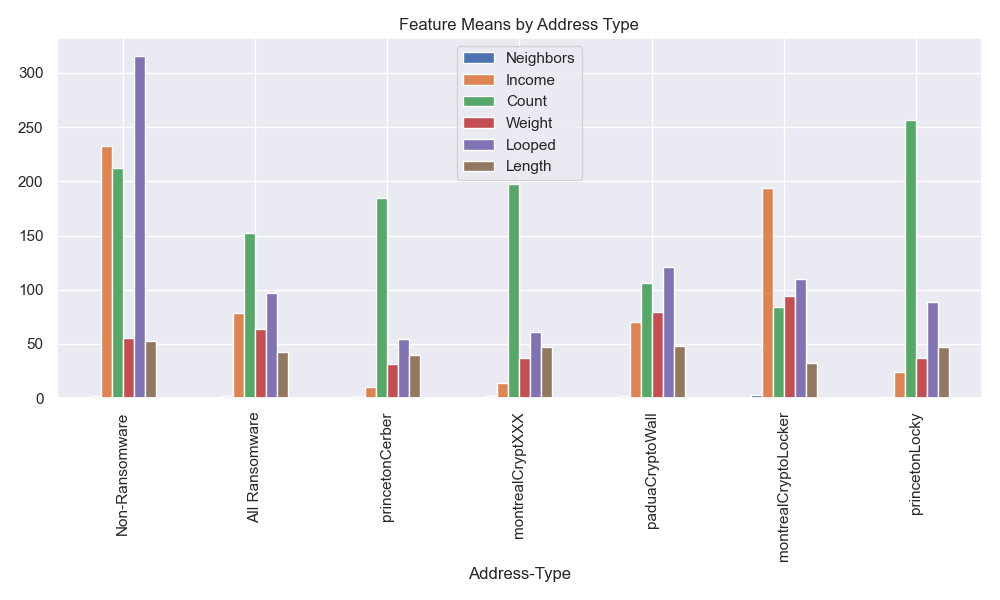 Feature Means by Address Type
Neighbors
Income
Count
Weight
Looped
Length
300
250
200
150
100
50
0
Non-Ransomware
All Ransomware
princetonCerber
montrealCryptXXX
paduaCryptoWall
montrealCryptoLocker
princetonLocky
Address-Type